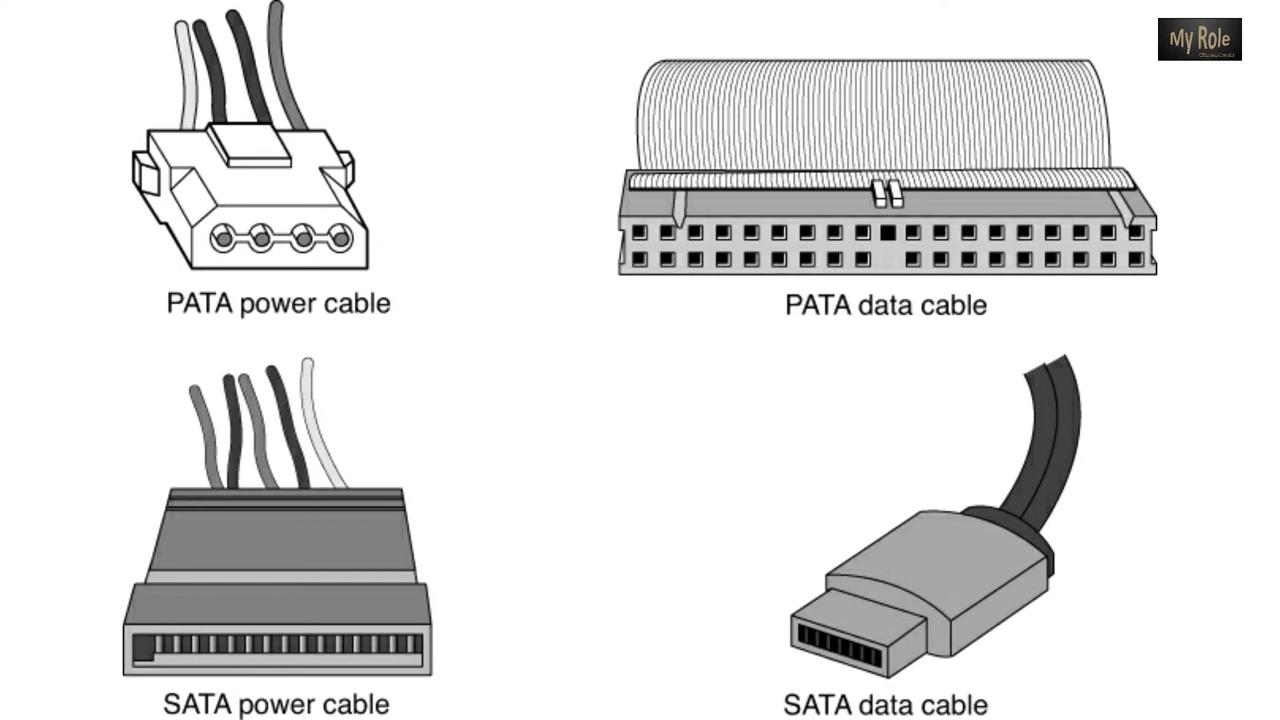 My Role
PATA power cable
PATA data cable
SATA power cable
SATA data cable